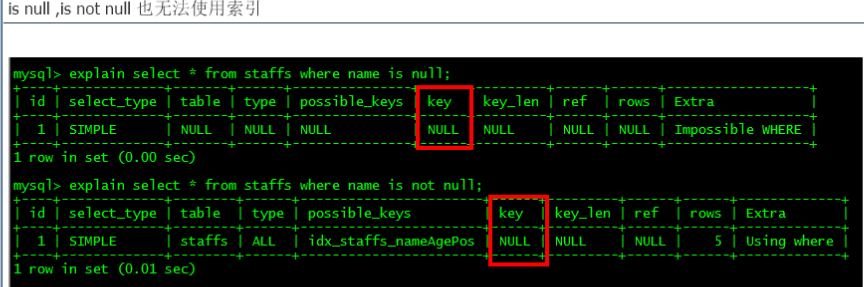 is null ,is not null 也无法使用索引
mysql> explain select * from staffs where name is null;
+----+-------------+-------+------+---------------+------+---------+------+------+------------------+
| id | select_type | table | type | possible_keys | key | key_len | ref | rows | Extra |
+----+-------------+-------+------+---------------+------+---------+------+------+------------------+
| 1 | SIMPLE | NULL | NULL | NULL | NULL | NULL | NULL | NULL | Impossible WHERE |
+----+-------------+-------+------+---------------+------+---------+------+------+------------------+
1 row in set (0.00 sec)
mysql> explain select * from staffs where name is not null;
+----+-------------+--------+------+-----------------------+------+---------+------+------+-------------+
| id | select_type | table | type | possible_keys | key | key_len | ref | rows | Extra |
+----+-------------+--------+------+-----------------------+------+---------+------+------+-------------+
| 1 | SIMPLE | staffs | ALL | idx_staffs_nameAgePos | NULL | NULL | NULL | 5 | Using where |
+----+-------------+--------+------+-----------------------+------+---------+------+------+-------------+
1 row in set (0.01 sec)